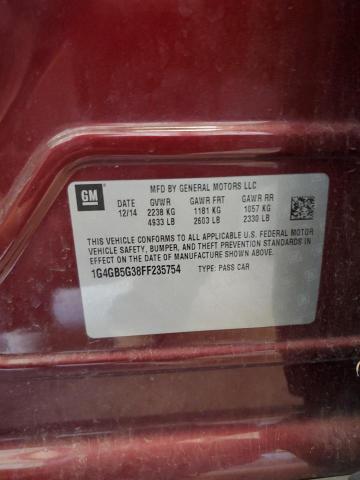 GM
MFD BY GENERAL MOTORS LLC
DATE GVWR GAWR FRT GAWR RR
12/14 2238 KG 1181 KG 1057 KG
4933 LB 2603 LB 2330 LB
THIS VEHICLE CONFORMS TO ALL APPLICABLE U.S. FEDERAL MOTOR
VEHICLE SAFETY, BUMPER, AND THEFT PREVENTION STANDARDS IN
EFFECT ON THE DATE OF MANUFACTURE SHOWN ABOVE.
1G4GB5G38FF235754 TYPE: PASS CAR